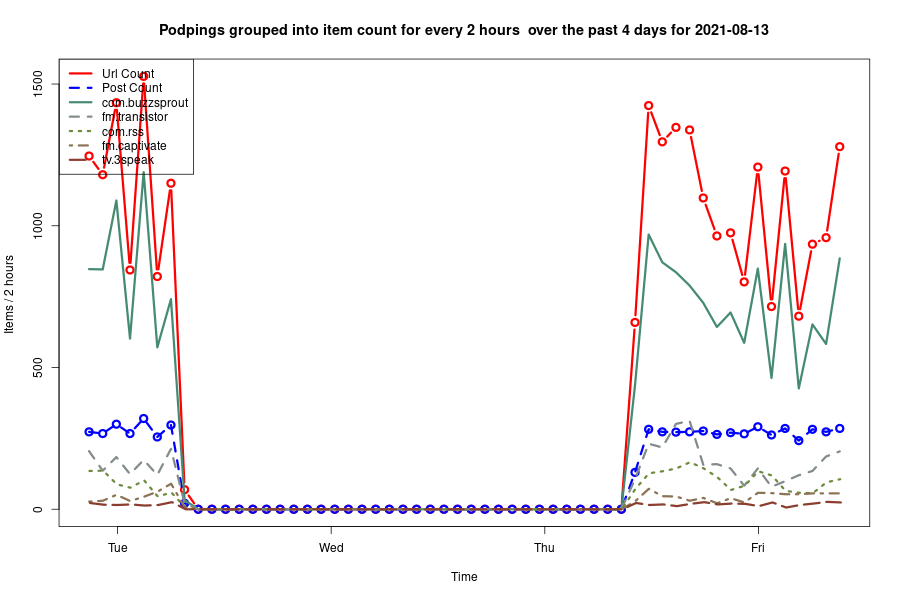 Podpings grouped into item count for every 2 hours  over the past 4 days for 2021-08-13
Url Count
Post Count
com.buzzsprout
fm.transistor
com.rss
fm.captivate
tv.3speak
Items / 2 hours
1500
1000
500
0
Tue
Wed
Thu
Fri
Time